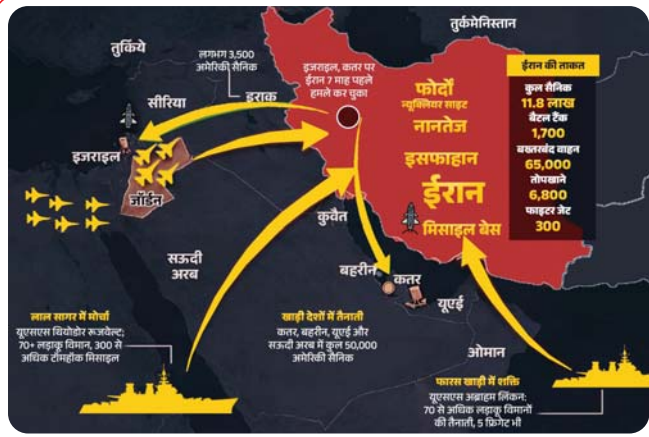 तुर्कमेनिस्तान
तुर्किये
लगभग 3,500
अमेरिकी सैनिक
सीरिया
इराक
इजराइल, कतर पर
ईरान 7 माह पहले
हमले कर चुका
फोर्दो
न्यूक्लियर साइट
नानतेज
इसफाहान
ईरान
मिसाइल बेस
ईरान की ताकत
कुल सैनिक
11.8 लाख
बैटल टैंक
1,700
बख्तरबंद वाहन
65,000
तोपखाने
6,800
फाइटर जेट
300
इजराइल
जॉर्डन
कुवैत
सऊदी
अरब
बहरीन
कतर
यूएई
ओमान
लाल सागर में मोर्चा
यूएसएस थियोडोर रूजवेल्ट;
70+ लड़ाकू विमान, 300 से
अधिक टॉमहॉक मिसाइल
खाड़ी देशों में तैनाती
कतर, बहरीन, यूएई और
सऊदी अरब में कुल 50,000
अमेरिकी सैनिक
फारस खाड़ी में शक्ति
यूएसएस अब्राहम लिंकन:
70 से अधिक लड़ाकू विमानों
की तैनाती, 5 फ्रिगेट भी